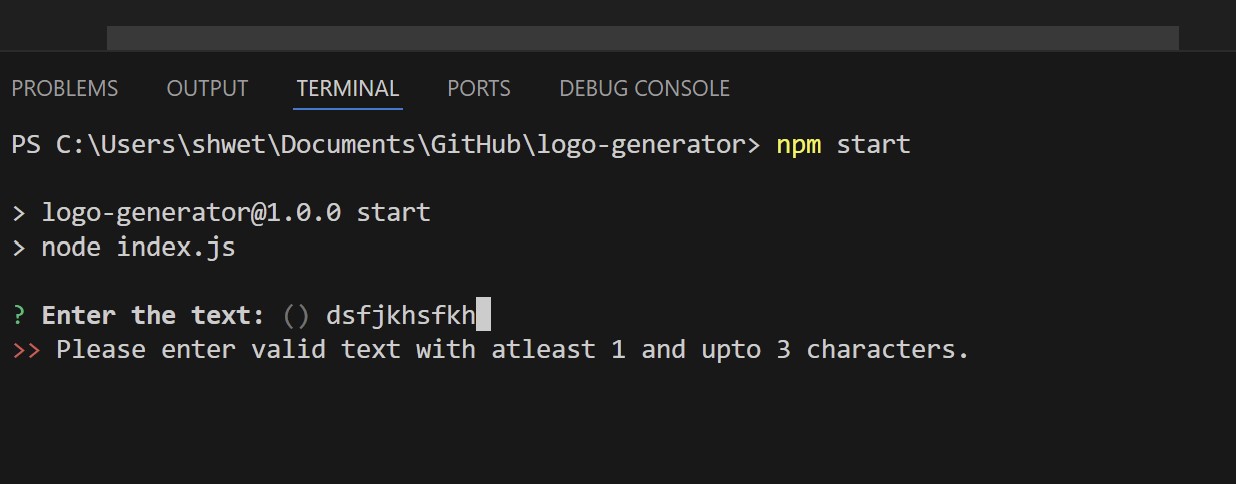 PROBLEMS OUTPUT TERMINAL PORTS DEBUG CONSOLE
PS C:\Users\shwet\Documents\GitHub\logo-generator> npm start
> logo-generator@1.0.0 start
> node index.js
? Enter the text: () dsfjkhsfkh
>> Please enter valid text with atleast 1 and upto 3 characters.